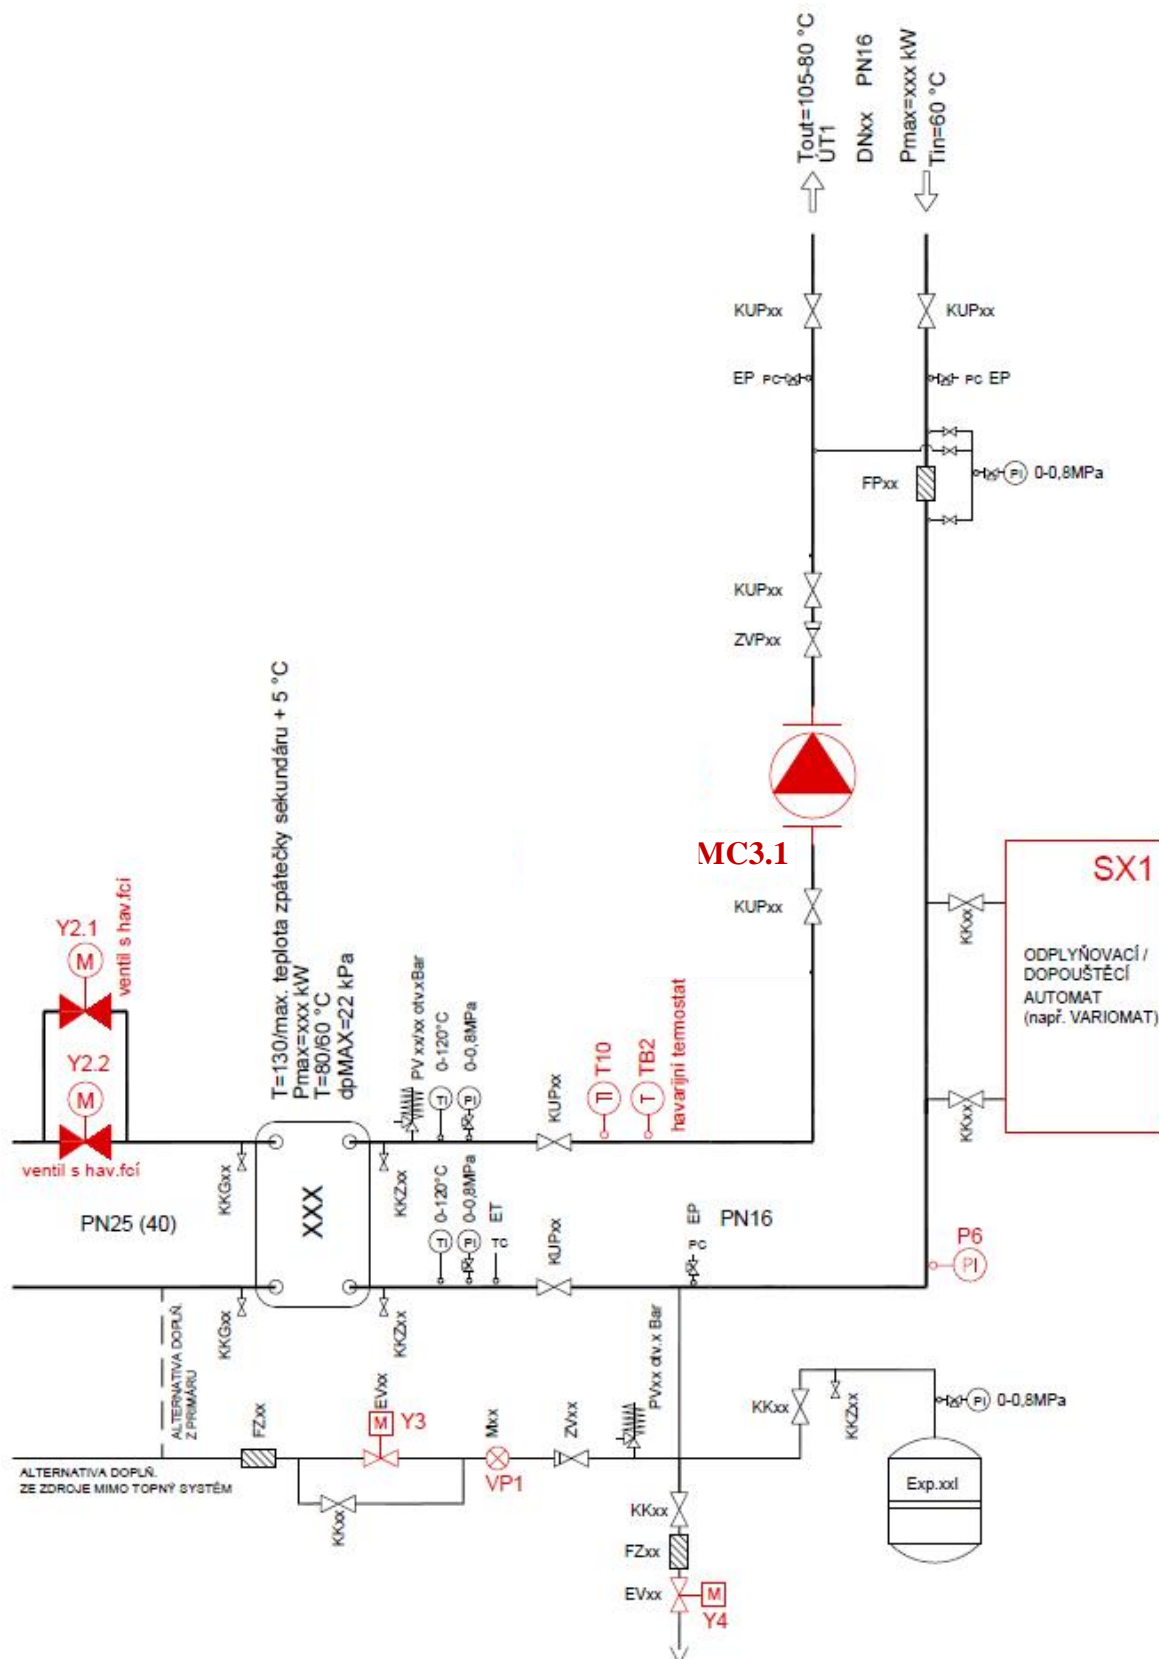 Tout=105-80 °C
ÚT1
DNxx PN16
Pmax=xxx kW
Tin=60 °C
KUPxx
KUPxx
EP PC
PC EP
FPxx
PI 0-0,8MPa
KUPxx
ZVPxx
MC3.1
KUPxx
SX1
ODPLYŇOVACÍ /
DOPOUŠTĚCÍ
AUTOMAT
(např. VARIOMAT)
KKxx
KKxx
Y2.1
M
ventil s hav.fcí
Y2.2
M
ventil s hav.fcí
T=130/max. teplota zpátečky sekundáru + 5 °C
Pmax=xxx kW
T=80/60 °C
dpMAX=22 kPa
PV xx/xx otv.xBar
0-120°C
TI
0-0,8MPa
PI
KUPxx
T10
TI
TB2
T
havarijní termostat
KKGxx
KKZxx
XXX
PN25 (40)
0-120°C
TI
0-0,8MPa
PI
ET
TC
KUPxx
EP
PC
PN16
P6
PI
KKGxx
KKZxx
ALTERNATIVA DOPLŇ.
Z PRIMÁRU
FZxx
EVxx
M Y3
Mxx
VP1
ZVxx
PVxx otv.x Bar
KKxx
KKZxx
PI 0-0,8MPa
Exp.xxl
ALTERNATIVA DOPLŇ.
ZE ZDROJE MIMO TOPNÝ SYSTÉM
KKxx
KKxx
FZxx
EVxx
M
Y4